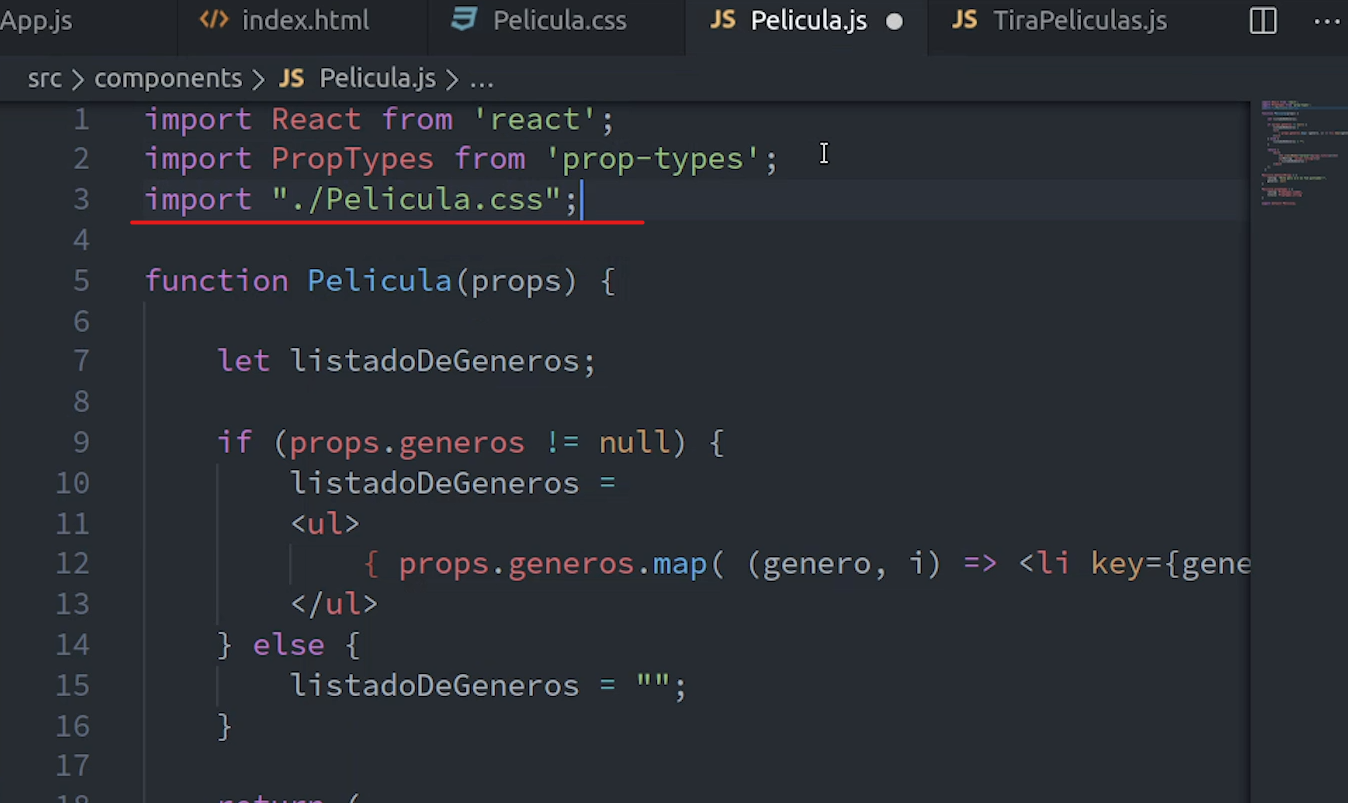 App.js
index.html
Pelicula.css
JS Pelicula.js
JS TiraPeliculas.js
src > components > JS Pelicula.js > ...
1 import React from 'react';
2 import PropTypes from 'prop-types';
3 import "./Pelicula.css";
4
5 function Pelicula(props) {
6
7 let listadoDeGeneros;
8
9 if (props.generos != null) {
10 listadoDeGeneros =
11 <ul>
12 { props.generos.map( (genero, i) => <li key={gene
13 </ul>
14 } else {
15 listadoDeGeneros = "";
16 }
17
18 return (